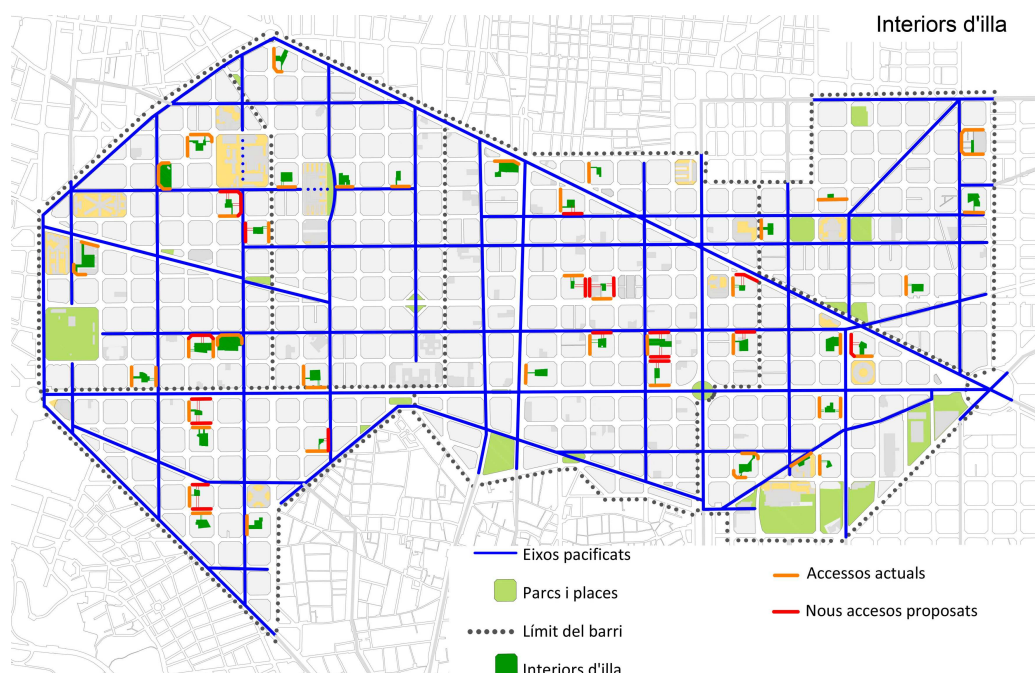 Interiors d'illa
Eixos pacificats
Parcs i places
Límit del barri
Interiors d'illa
Accessos actuals
Nous accesos proposats